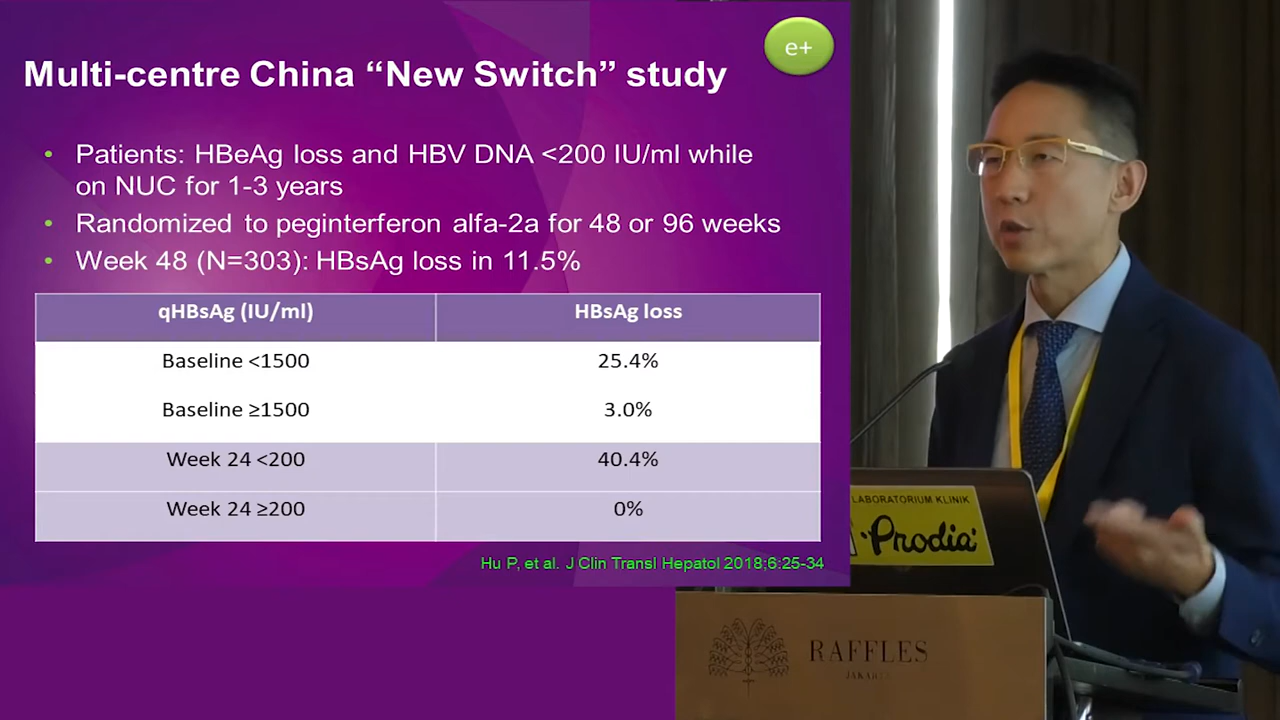 e+
Multi-centre China “New Switch” study
• Patients: HBeAg loss and HBV DNA <200 IU/ml while
on NUC for 1-3 years
• Randomized to peginterferon alfa-2a for 48 or 96 weeks
• Week 48 (N=303): HBsAg loss in 11.5%
qHBsAg (IU/ml) HBsAg loss
Baseline <1500 25.4%
Baseline ≥1500 3.0%
Week 24 <200 40.4%
Week 24 ≥200 0%
Hu P, et al. J Clin Transl Hepatol 2018;6:25-34
LABORATORIUM KLINIK
Prodia
RAFFLES
JAKARTA